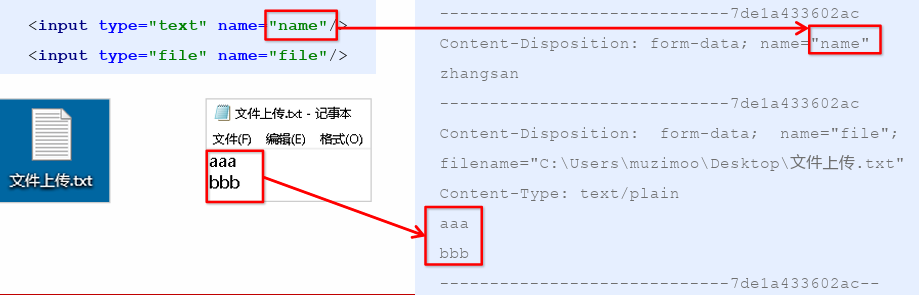 <input type="text" name="name"/>
<input type="file" name="file"/>
文件上传.txt
文件上传.txt - 记事本
文件(F) 编辑(E) 格式(O)
aaa
bbb
-----------------------------7de1a433602ac
Content-Disposition: form-data; name="name"
zhangsan
-----------------------------7de1a433602ac
Content-Disposition: form-data; name="file";
filename="C:\Users\muzimoo\Desktop\文件上传.txt"
Content-Type: text/plain
aaa
bbb
-----------------------------7de1a433602ac--